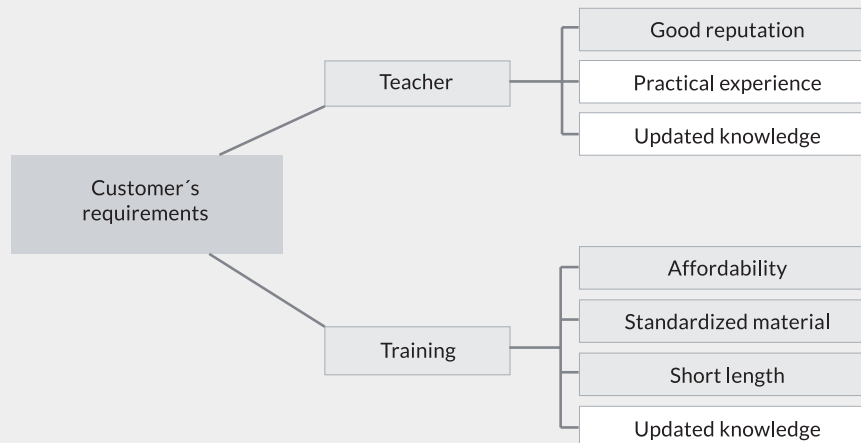 Good reputation
Teacher
Practical experience
Updated knowledge
Customer´s
requirements
Affordability
Standardized material
Training
Short length
Updated knowledge